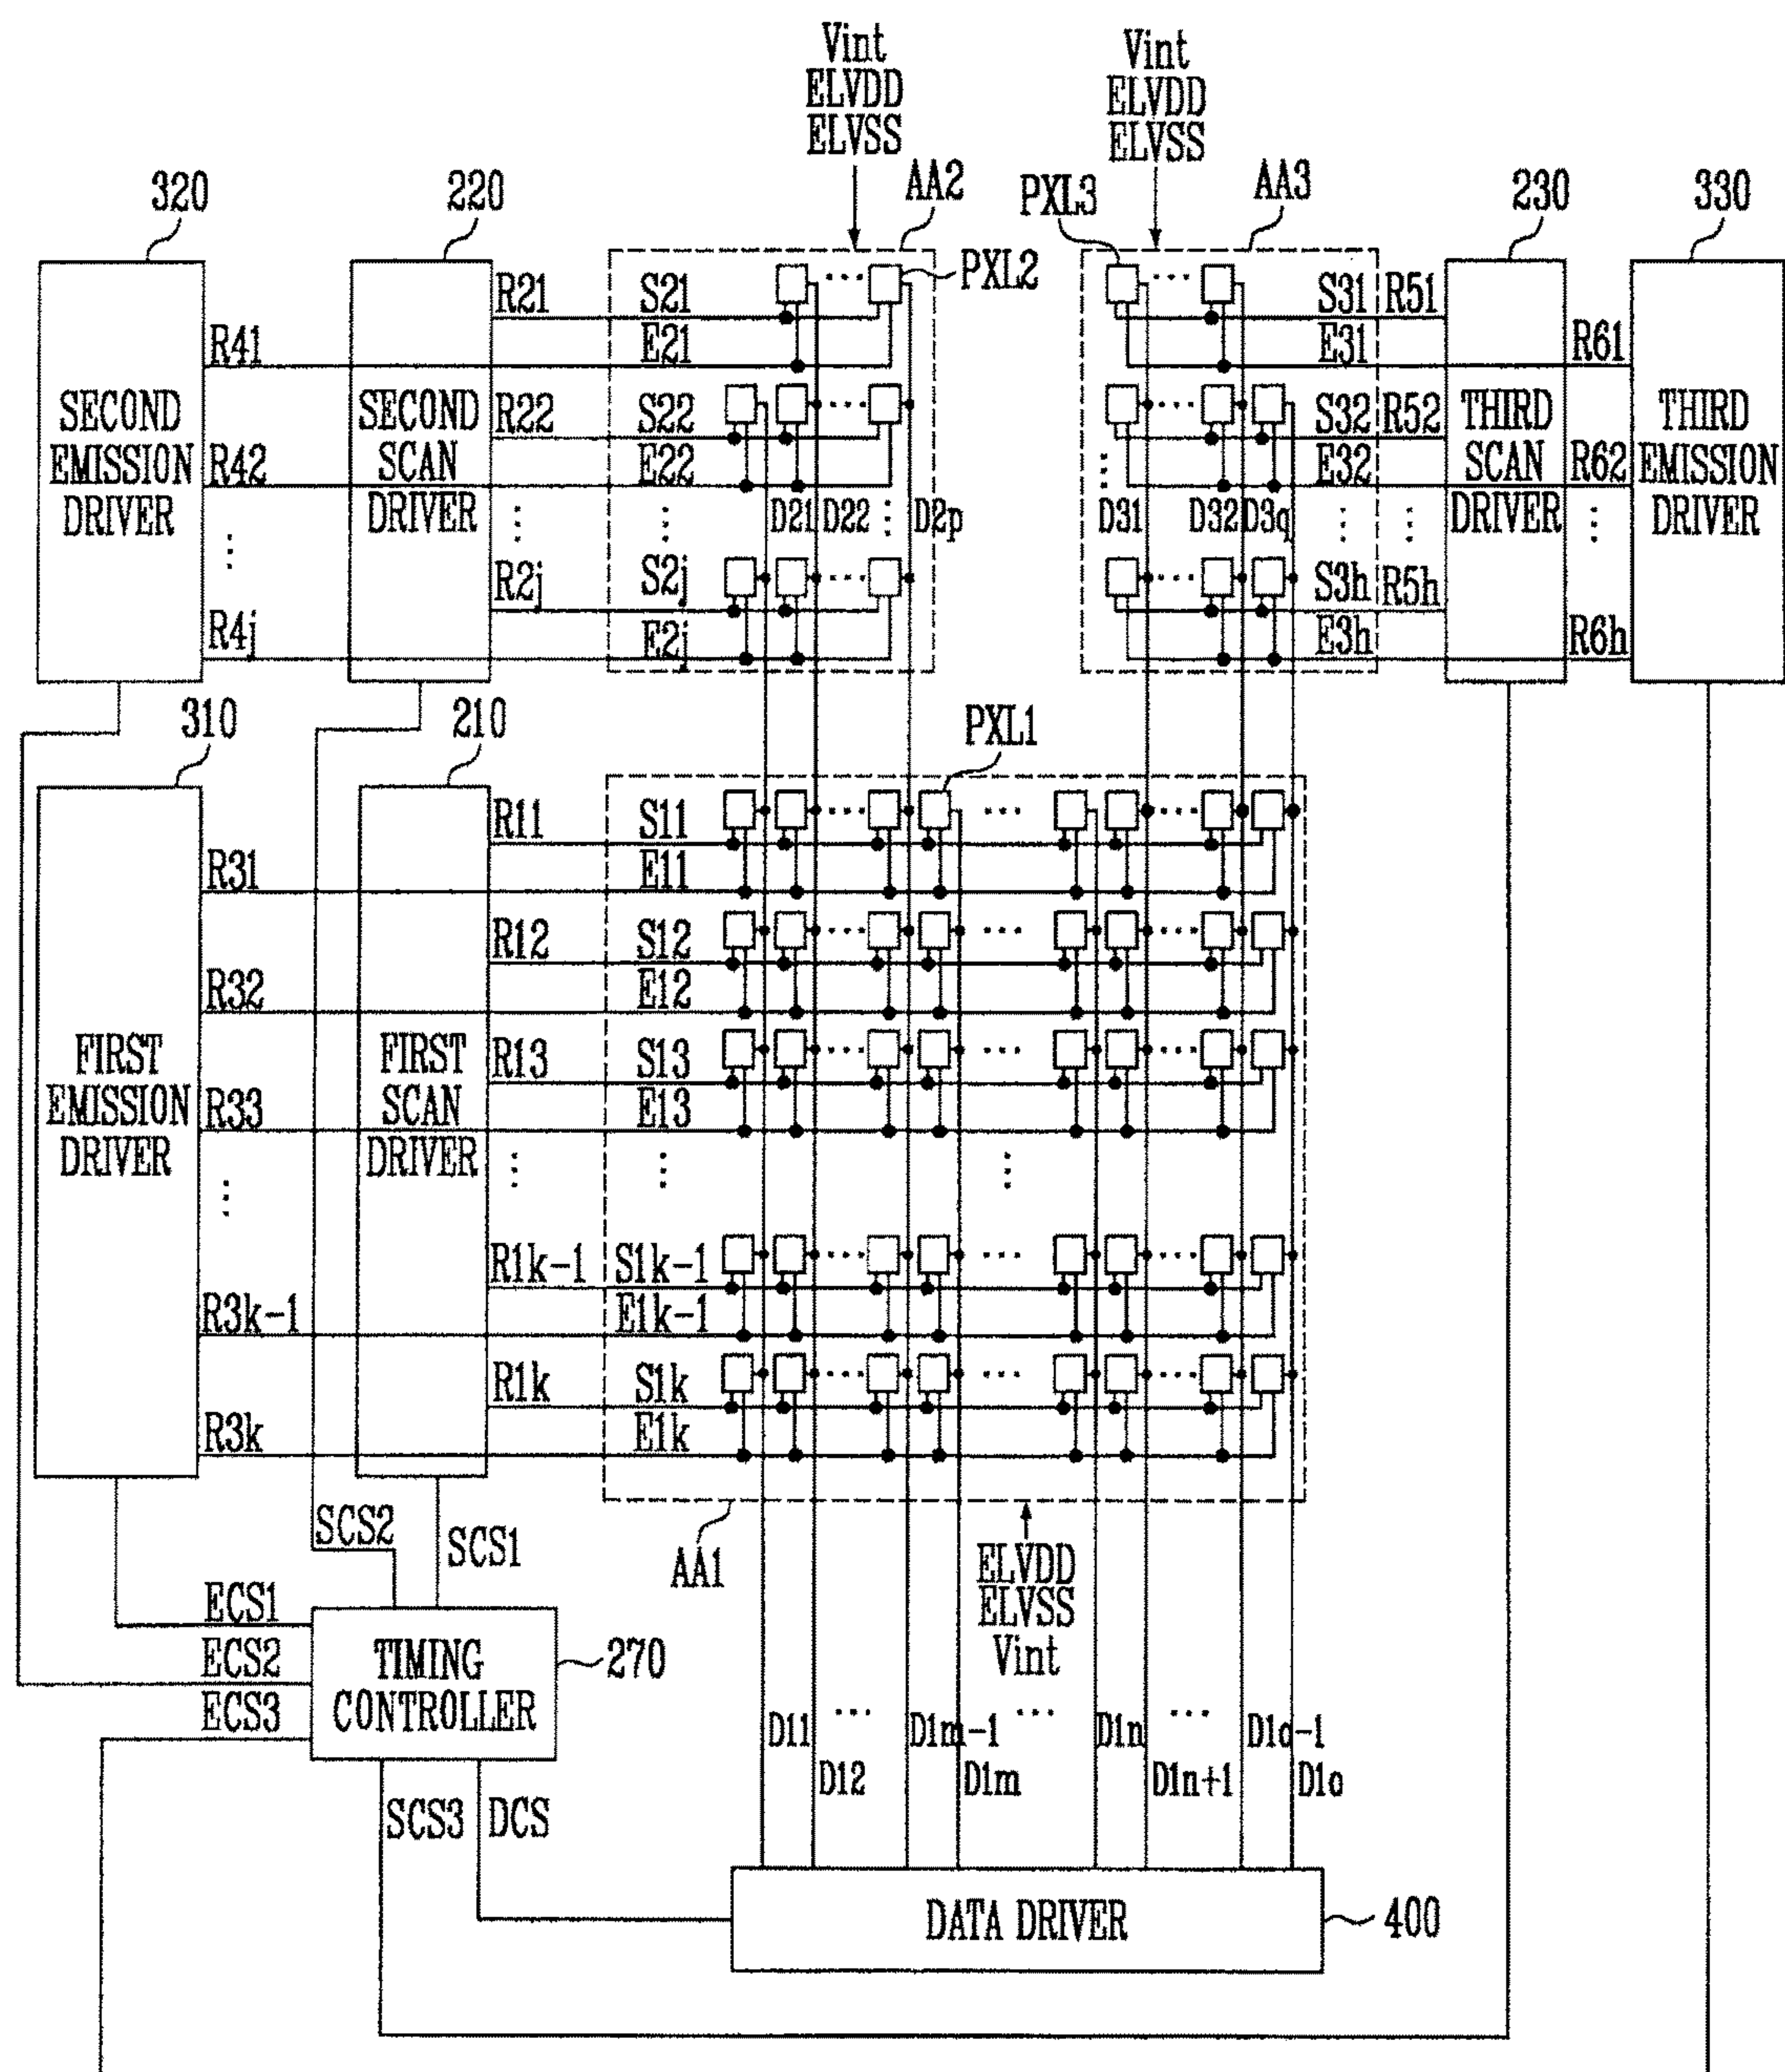 Vint
ELVDD
ELVSS
Vint
ELVDD
ELVSS
320
220
AA2
PXL3
AA3
230
330
PXL2
R21
S21
S31
R51
R41
E21
E31
R61
SECOND
EMISSION
DRIVER
SECOND
SCAN
DRIVER
R22
S22
S32
R52
THIRD
SCAN
DRIVER
THIRD
EMISSION
DRIVER
R42
E22
E32
R62
D21
D22
D2p
D31
D32
D3q
R2j
S2j
S3h
R5h
R4j
E2j
E3h
R6h
310
210
PXL1
R11
S11
R31
E11
R12
S12
R32
E12
FIRST
EMISSION
DRIVER
FIRST
SCAN
DRIVER
R13
S13
R33
E13
R1k-1
S1k-1
R3k-1
E1k-1
R1k
S1k
R3k
E1k
SCS2
SCS1
AA1
ELVDD
ELVSS
Vint
ECS1
ECS2
ECS3
TIMING
CONTROLLER
270
D11
D1m-1
D1n
D1o-1
D12
D1m
D1n+1
D1o
SCS3
DCS
DATA DRIVER
400